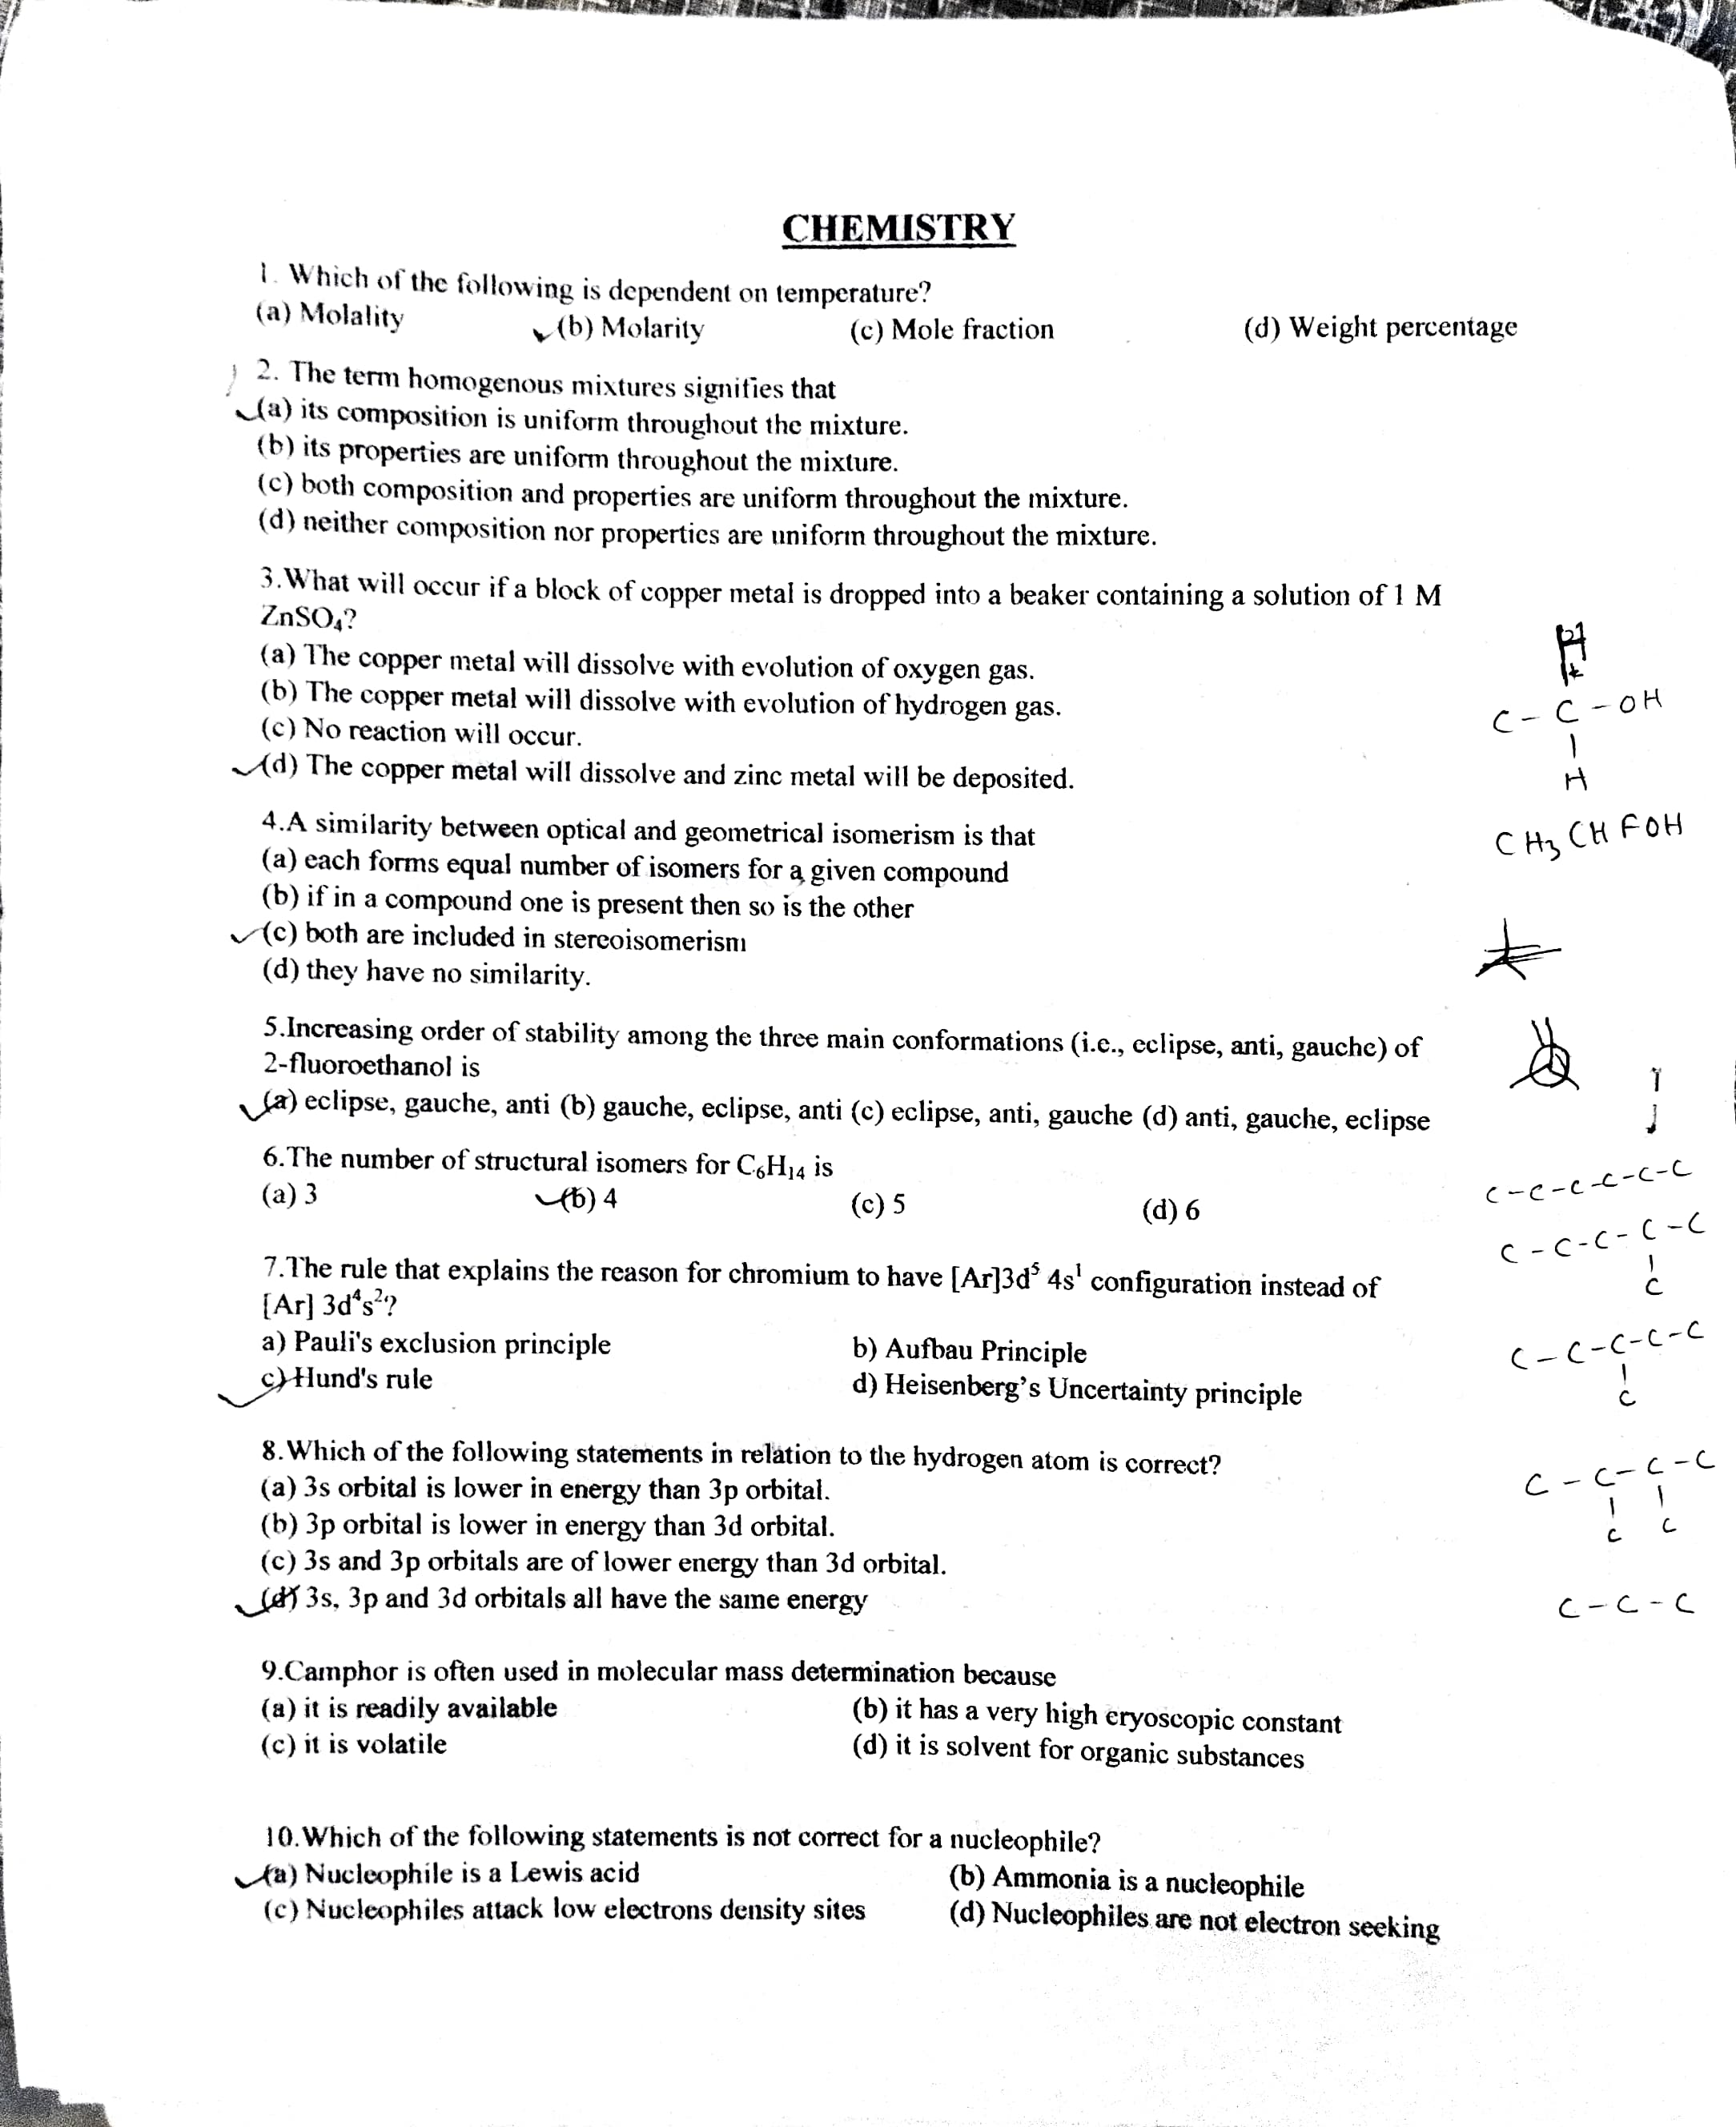 CHEMISTRY
1. Which of the following is dependent on temperature?
(a) Molality (b) Molarity (c) Mole fraction (d) Weight percentage
2. The term homogenous mixtures signifies that
(a) its composition is uniform throughout the mixture.
(b) its properties are uniform throughout the mixture.
(c) both composition and properties are uniform throughout the mixture.
(d) neither composition nor properties are uniform throughout the mixture.
3.What will occur if a block of copper metal is dropped into a beaker containing a solution of 1 M
ZnSO₄?
(a) The copper metal will dissolve with evolution of oxygen gas.
(b) The copper metal will dissolve with evolution of hydrogen gas.
(c) No reaction will occur.
(d) The copper metal will dissolve and zinc metal will be deposited.
C - C - OH
H
4.A similarity between optical and geometrical isomerism is that
(a) each forms equal number of isomers for a given compound
(b) if in a compound one is present then so is the other
(c) both are included in stereoisomerism
(d) they have no similarity.
CH₃ CH FOH
5.Increasing order of stability among the three main conformations (i.e., eclipse, anti, gauche) of
2-fluoroethanol is
(a) eclipse, gauche, anti (b) gauche, eclipse, anti (c) eclipse, anti, gauche (d) anti, gauche, eclipse
6.The number of structural isomers for C₆H₁₄ is
(a) 3 (b) 4 (c) 5 (d) 6
C-C-C-C-C-C
C - C-C- C -C
C
7.The rule that explains the reason for chromium to have [Ar]3d⁵ 4s¹ configuration instead of
[Ar] 3d⁴s²?
a) Pauli's exclusion principle b) Aufbau Principle
c) Hund's rule d) Heisenberg's Uncertainty principle
C - C-C-C-C
C
8.Which of the following statements in relation to the hydrogen atom is correct?
(a) 3s orbital is lower in energy than 3p orbital.
(b) 3p orbital is lower in energy than 3d orbital.
(c) 3s and 3p orbitals are of lower energy than 3d orbital.
(d) 3s, 3p and 3d orbitals all have the same energy
C - C- C -C
C C
C - C - C
9.Camphor is often used in molecular mass determination because
(a) it is readily available (b) it has a very high cryoscopic constant
(c) it is volatile (d) it is solvent for organic substances
10.Which of the following statements is not correct for a nucleophile?
(a) Nucleophile is a Lewis acid (b) Ammonia is a nucleophile
(c) Nucleophiles attack low electrons density sites (d) Nucleophiles are not electron seeking